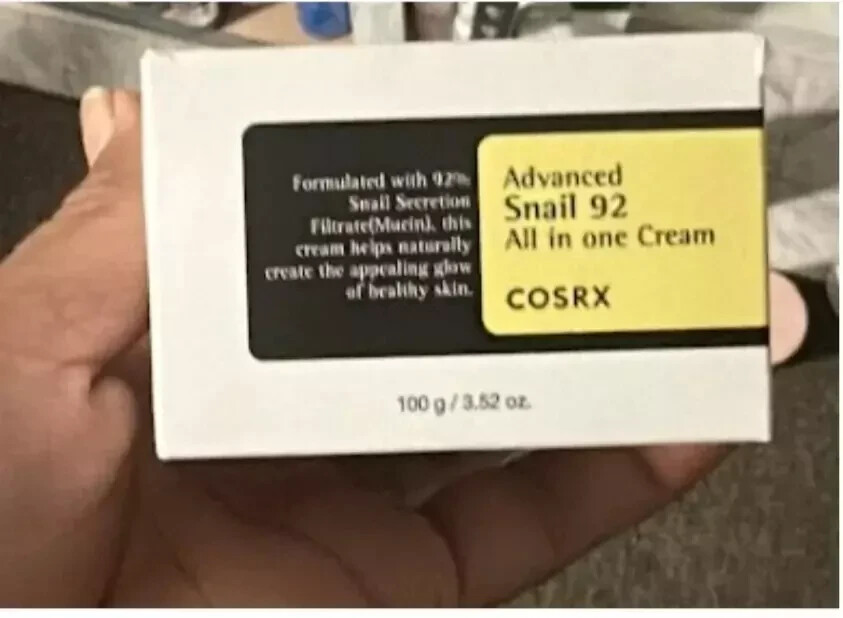 Formulated with 92%
Snail Secretion
Filtrate(Mucin), this
cream helps naturally
create the appealing glow
of healthy skin.
Advanced
Snail 92
All in one Cream
COSRX
100 g / 3.52 oz.